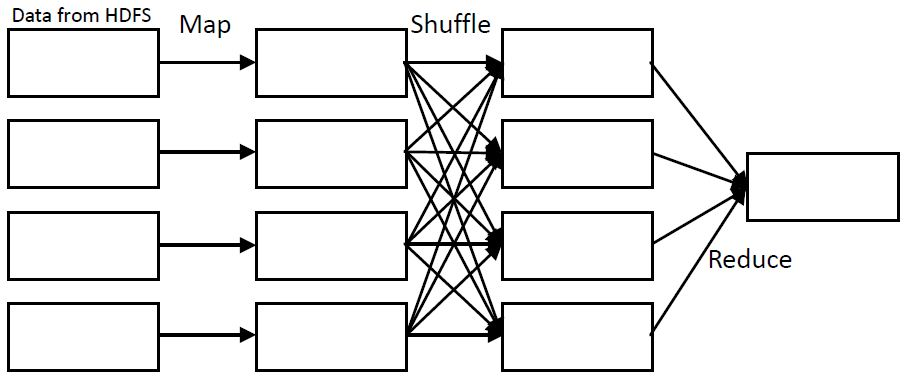 Data from HDFS
Map
Shuffle
Reduce